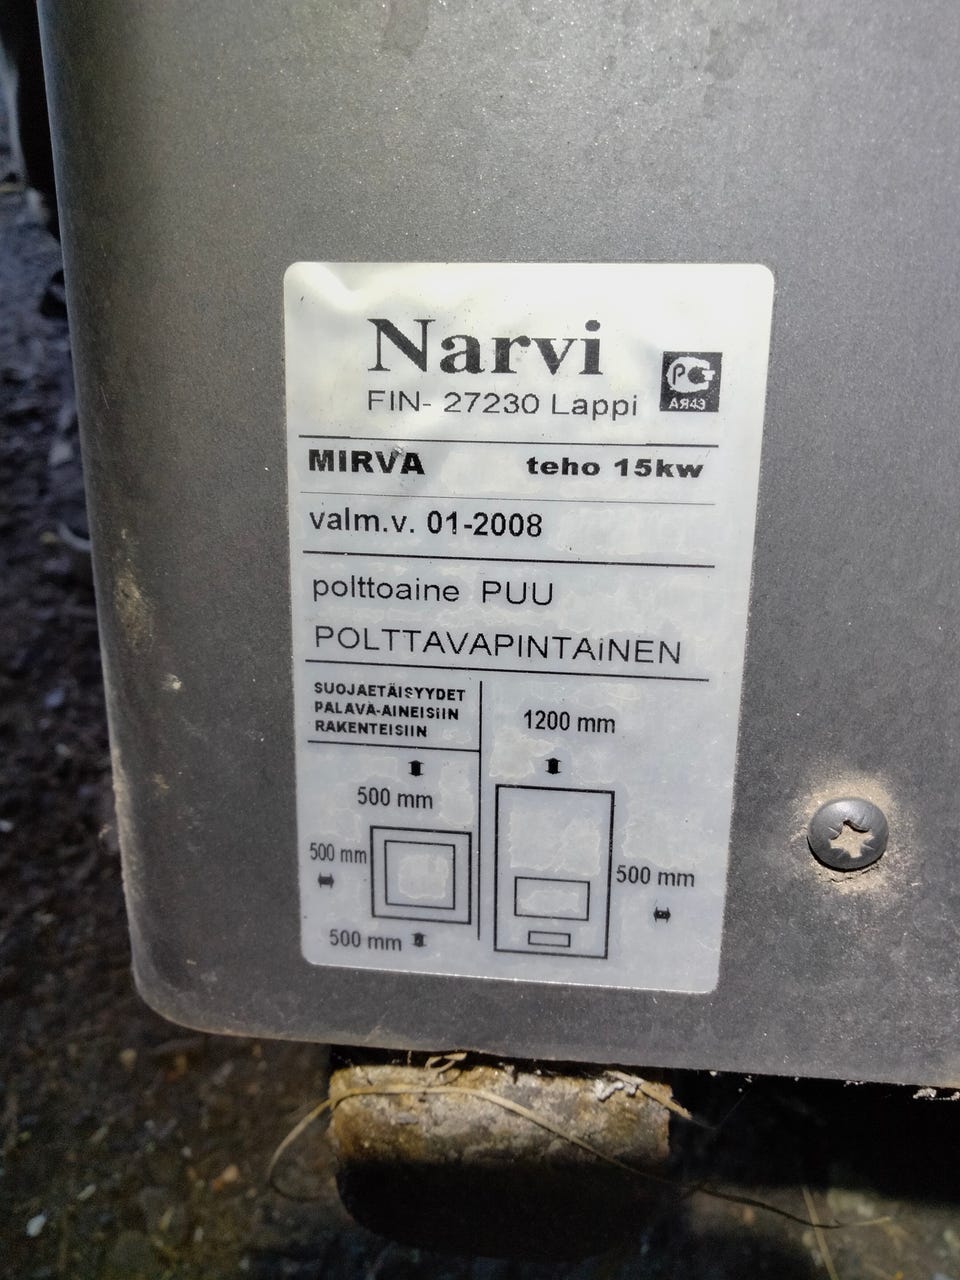 Narvi
FIN- 27230 Lappi
АЯ43
MIRVA teho 15kw
valm.v. 01-2008
polttoaine PUU
POLTTAVAPINTAiNEN
SUOJAETÄISYYDET
PALAVA-AINEISiIN
RAKENTEISIIN
1200 mm
500 mm
500 mm
500 mm
500 mm